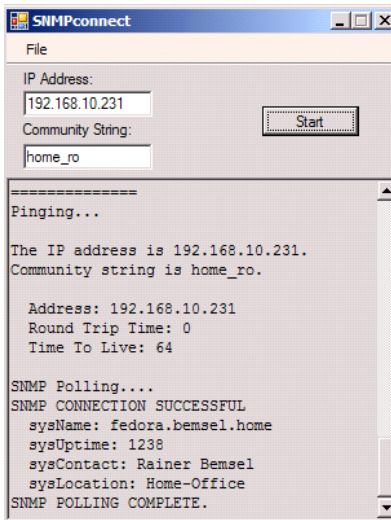 SNMPconnect
File
IP Address:
192.168.10.231
Community String:
home_ro
Start
==============
Pinging...
The IP address is 192.168.10.231.
Community string is home_ro.
Address: 192.168.10.231
Round Trip Time: 0
Time To Live: 64
SNMP Polling....
SNMP CONNECTION SUCCESSFUL
sysName: fedora.bemsel.home
sysUptime: 1238
sysContact: Rainer Bemsel
sysLocation: Home-Office
SNMP POLLING COMPLETE.